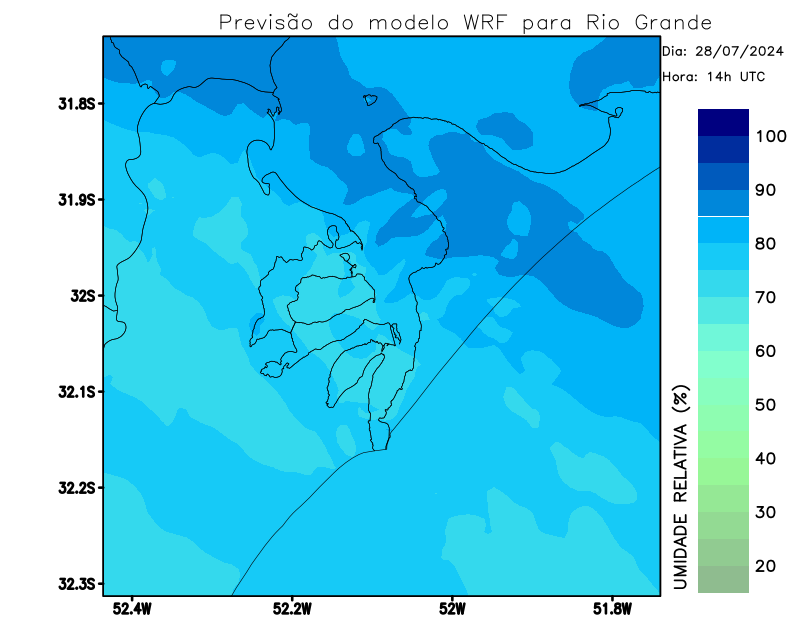 Previsão do modelo WRF para Rio Grande
Dia: 28/07/2024
Hora: 14h UTC
31.8S
31.9S
32S
32.1S
32.2S
32.3S
52.4W
52.2W
52W
51.8W
100
90
80
70
60
50
40
30
20
UMIDADE RELATIVA (%)